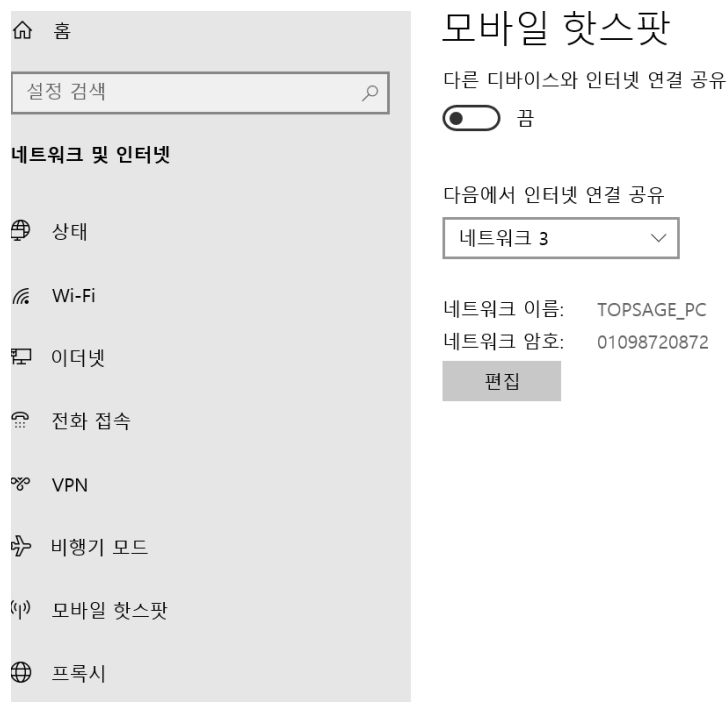 홈
설정 검색
네트워크 및 인터넷
상태
Wi-Fi
이더넷
전화 접속
VPN
비행기 모드
모바일 핫스팟
프록시
모바일 핫스팟
다른 디바이스와 인터넷 연결 공유
끔
다음에서 인터넷 연결 공유
네트워크 3
네트워크 이름: TOPSAGE_PC
네트워크 암호: 01098720872
편집